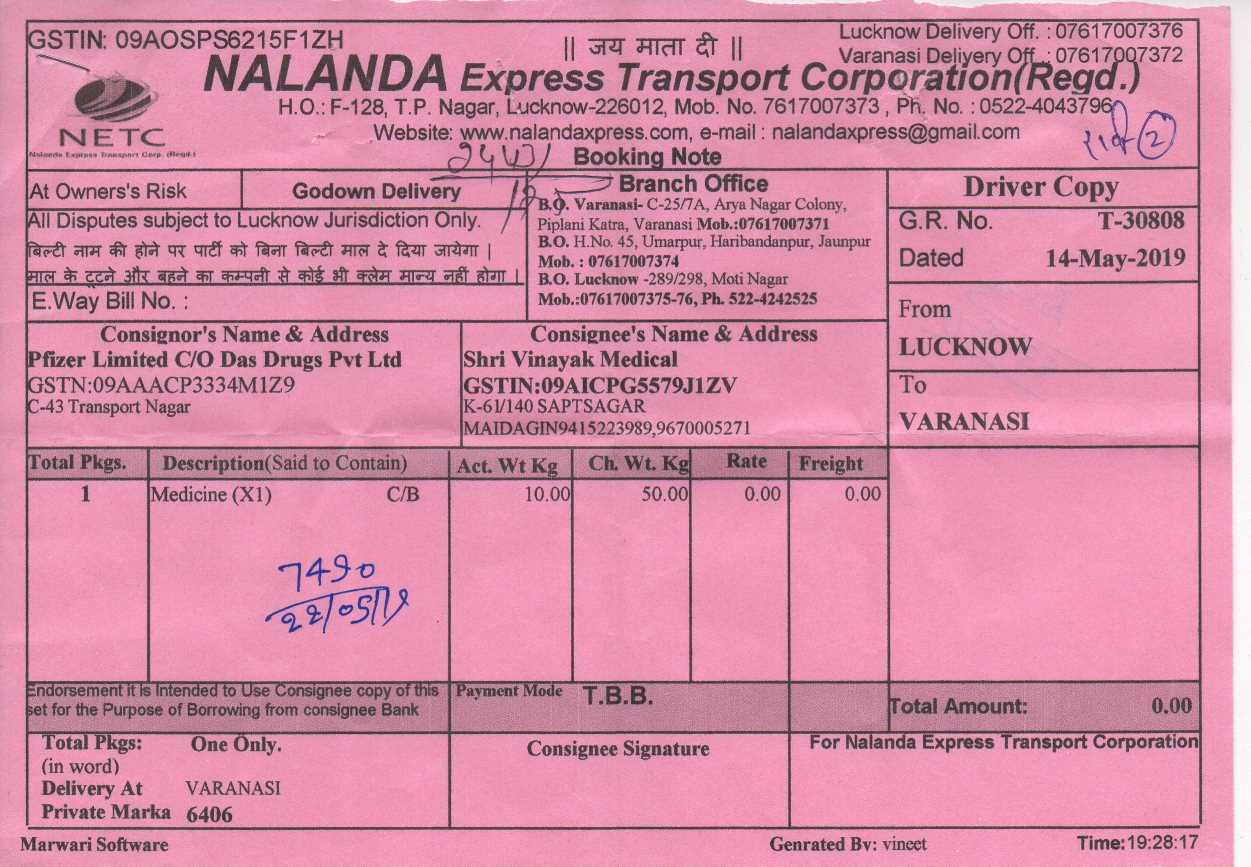 GSTIN: 09AOSPS6215F1ZH
|| जय माता दी ||
Lucknow Delivery Off. : 07617007376
Varanasi Delivery Off. : 07617007372
NALANDA Express Transport Corporation(Regd.)
H.O.: F-128, T.P. Nagar, Lucknow-226012, Mob. No. 7617007373 , Ph. No. : 0522-4043796
NETC
Nalanda Express Transport Corp. (Regd.)
Website: www.nalandaxpress.com, e-mail : nalandaxpress@gmail.com
Booking Note
At Owners's Risk
Godown Delivery
All Disputes subject to Lucknow Jurisdiction Only.
बिल्टी नाम की होने पर पार्टी को बिना बिल्टी माल दे दिया जायेगा |
माल के टूटने और बहने का कम्पनी से कोई भी क्लेम मान्य नहीं होगा |
E.Way Bill No. :
Branch Office
B.O. Varanasi- C-25/7A, Arya Nagar Colony,
Piplani Katra, Varanasi Mob.:07617007371
B.O. H.No. 45, Umarpur, Haribandanpur, Jaunpur
Mob. : 07617007374
B.O. Lucknow -289/298, Moti Nagar
Mob.:07617007375-76, Ph. 522-4242525
Driver Copy
G.R. No. T-30808
Dated 14-May-2019
From
LUCKNOW
To
VARANASI
Consignor's Name & Address
Pfizer Limited C/O Das Drugs Pvt Ltd
GSTN:09AAACP3334M1Z9
C-43 Transport Nagar
Consignee's Name & Address
Shri Vinayak Medical
GSTIN:09AICPG5579J1ZV
K-61/140 SAPTSAGAR
MAIDAGIN9415223989,9670005271
Total Pkgs. Description(Said to Contain) Act. Wt Kg Ch. Wt. Kg Rate Freight
1 Medicine (X1) C/B 10.00 50.00 0.00 0.00
Endorsement it is Intended to Use Consignee copy of this
set for the Purpose of Borrowing from consignee Bank
Payment Mode T.B.B.
Total Amount: 0.00
Total Pkgs: One Only.
(in word)
Delivery At VARANASI
Private Marka 6406
Consignee Signature
For Nalanda Express Transport Corporation
Marwari Software
Genrated By: vineet
Time:19:28:17